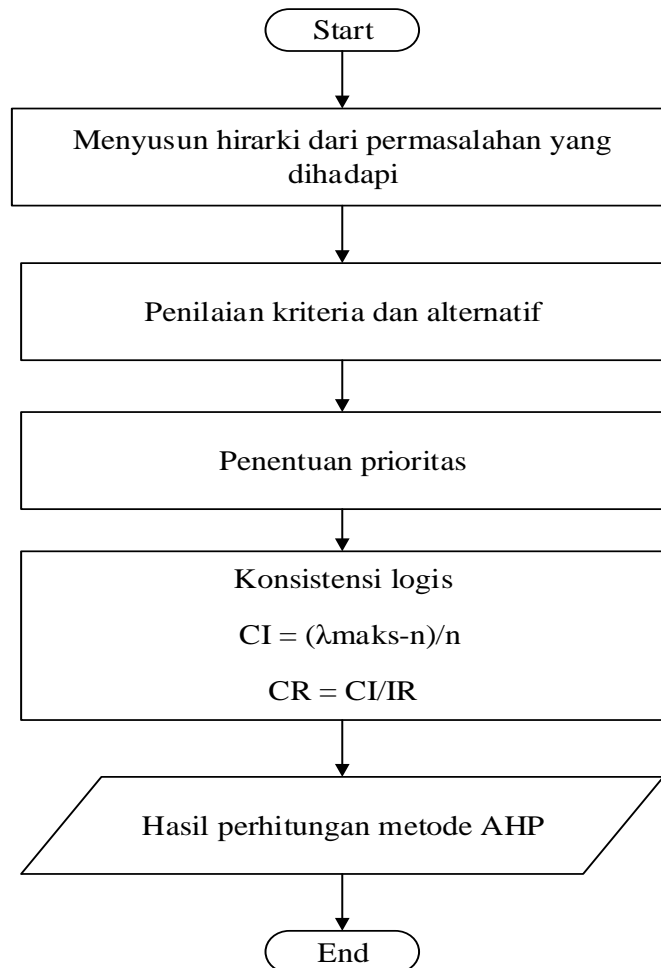 Start
Menyusun hirarki dari permasalahan yang
dihadapi
Penilaian kriteria dan alternatif
Penentuan prioritas
Konsistensi logis
CI = (λmaks-n)/n
CR = CI/IR
Hasil perhitungan metode AHP
End